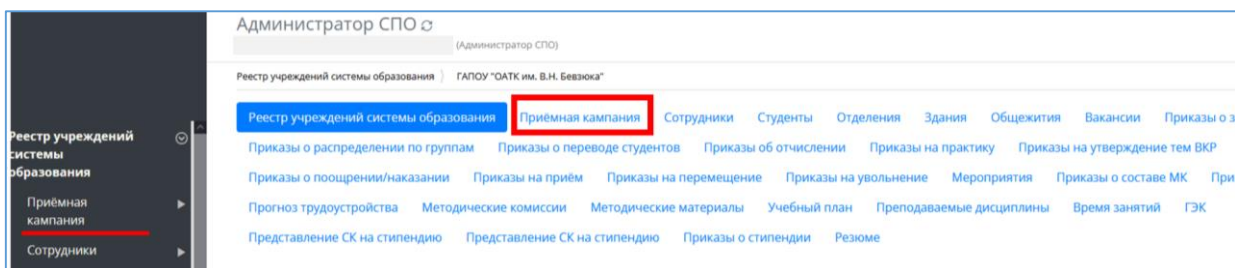 Администратор СПО
(Администратор СПО)
Реестр учреждений системы образования ГАПОУ "ОАТК им. В.Н. Бевзюка"
Реестр учреждений системы образования Приёмная кампания Сотрудники Студенты Отделения Здания Общежития Вакансии Приказы о з
Приказы о распределении по группам Приказы о переводе студентов Приказы об отчислении Приказы на практику Приказы на утверждение тем ВКР
Приказы о поощрении/наказании Приказы на приём Приказы на перемещение Приказы на увольнение Мероприятия Приказы о составе МК При
Прогноз трудоустройства Методические комиссии Методические материалы Учебный план Преподаваемые дисциплины Время занятий ГЭК
Представление СК на стипендию Представление СК на стипендию Приказы о стипендии Резюме
Реестр учреждений
системы
образования
Приёмная
кампания
Сотрудники